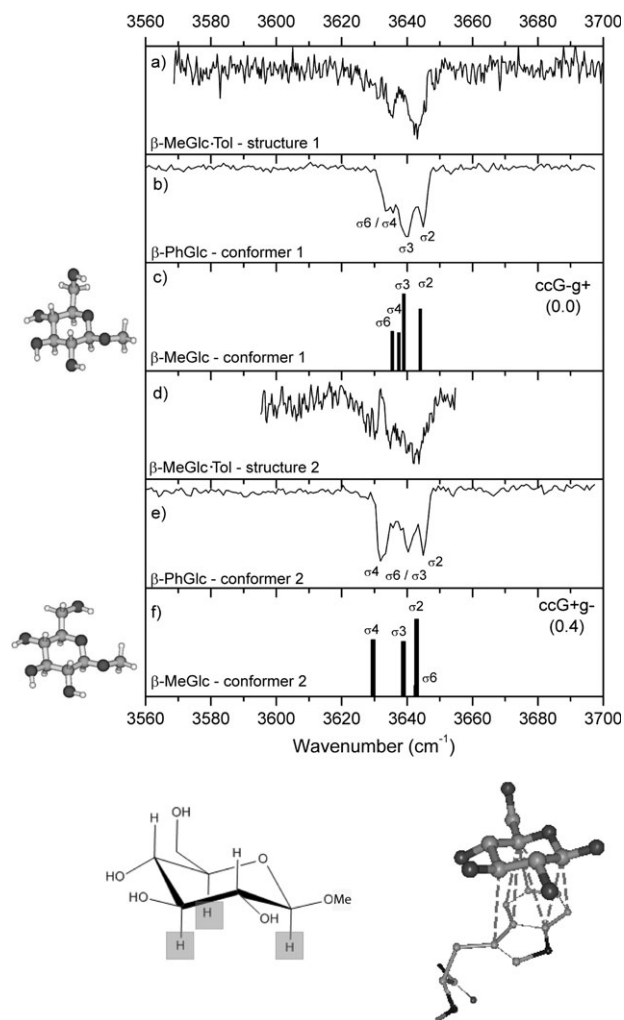 3560 3580 3600 3620 3640 3660 3680 3700
a)
β-MeGlc·Tol - structure 1
b)
σ6 / σ4
σ3
σ2
β-PhGlc - conformer 1
c)
σ3
σ2
σ4
σ6
ccG-g+
(0.0)
β-MeGlc - conformer 1
d)
β-MeGlc·Tol - structure 2
e)
σ4
σ6 / σ3
σ2
β-PhGlc - conformer 2
f)
σ2
σ4
σ3
σ6
ccG+g-
(0.4)
β-MeGlc - conformer 2
3560 3580 3600 3620 3640 3660 3680 3700
Wavenumber (cm⁻¹)
OH
H
H
O
HO
HO
H
OH
OMe
H
H